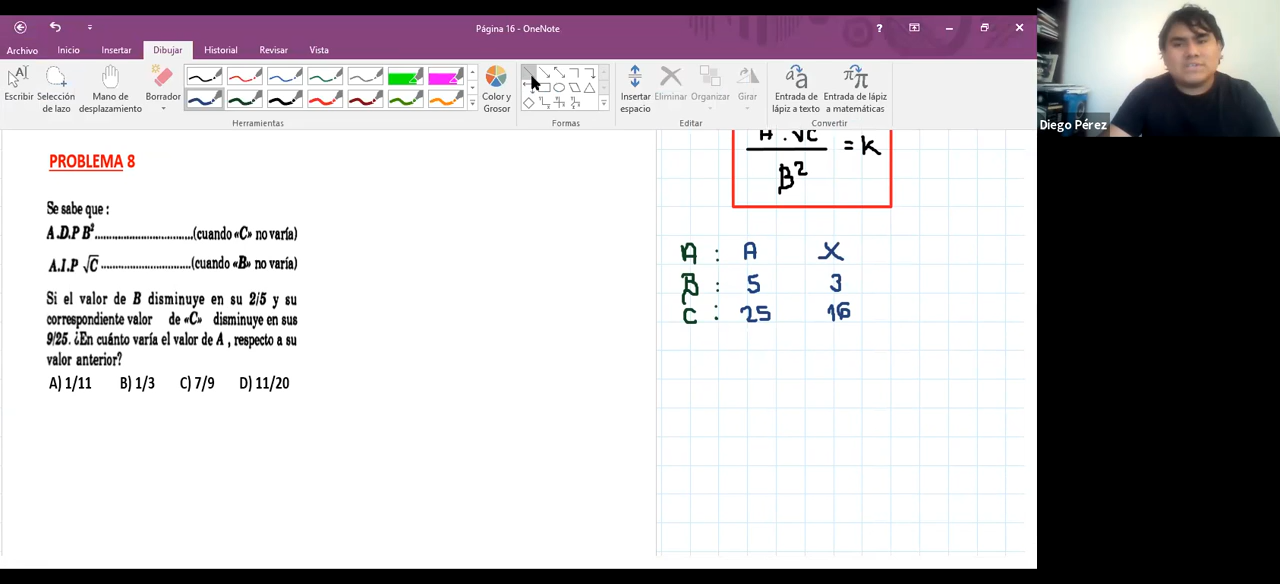 Página 16 - OneNote
Archivo Inicio Insertar Dibujar Historial Revisar Vista
Escribir Selección de lazo Mano de desplazamiento Borrador Color y Grosor Insertar espacio Eliminar Organizar Girar Entrada de lápiz a texto Entrada de lápiz a matemáticas
Herramientas Formas Editar Convertir
Diego Pérez
PROBLEMA 8
Se sabe que :
A.D.P B².................................(cuando «C» no varía)
A.I.P √C ..............................(cuando «B» no varía)
Si el valor de B disminuye en su 2/5 y su
correspondiente valor de «C» disminuye en sus
9/25. ¿En cuánto varía el valor de A , respecto a su
valor anterior?
A) 1/11 B) 1/3 C) 7/9 D) 11/20
A . √C
= K
B²
A : A X
B : 5 3
C : 25 16